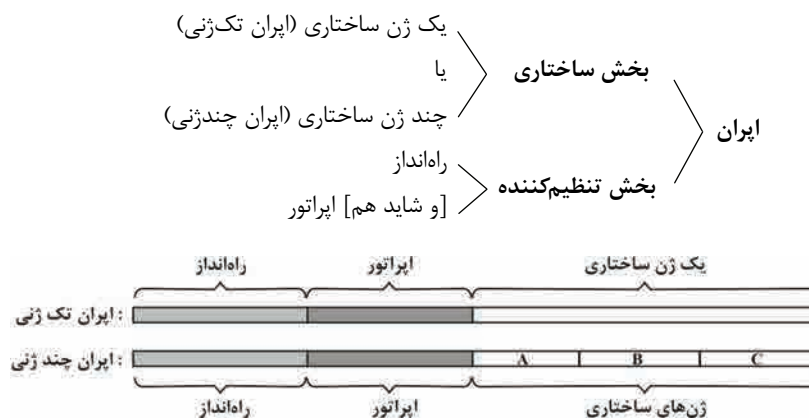 یک ژن ساختاری (اپران تک‌ژنی)
بخش ساختاری
یا
چند ژن ساختاری (اپران چندژنی)
اپران
راه‌انداز
بخش تنظیم‌کننده
[و شاید هم] اپراتور
راه‌انداز اپراتور یک ژن ساختاری
اپران تک ژنی :
اپران چند ژنی : A B C
راه‌انداز اپراتور ژن‌های ساختاری